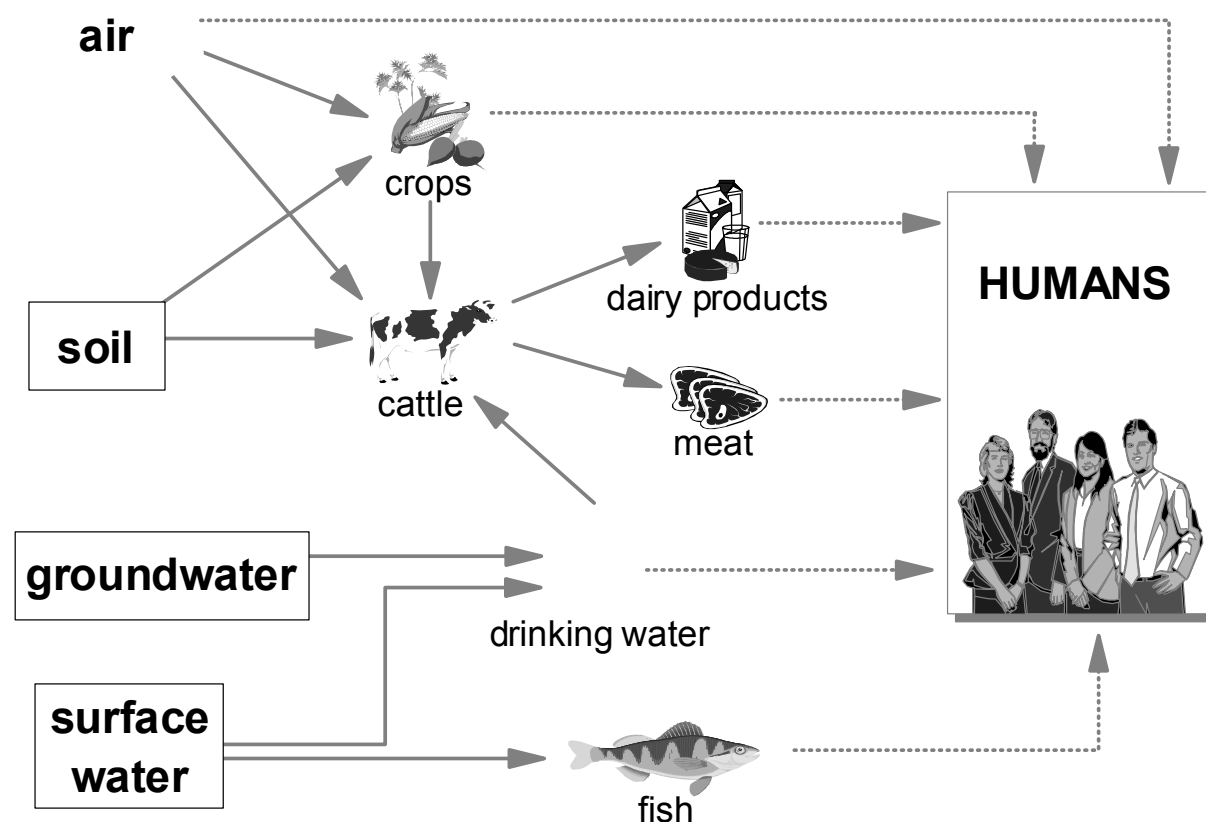 air
crops
dairy products
HUMANS
soil
cattle
meat
groundwater
drinking water
surface
water
fish